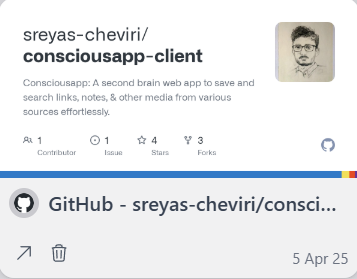 sreyas-cheviri/
consciousapp-client
Consciousapp: A second brain web app to save and
search links, notes, & other media from various
sources effortlessly.
1 1 4 3
Contributor Issue Stars Forks
GitHub - sreyas-cheviri/consci...
5 Apr 25